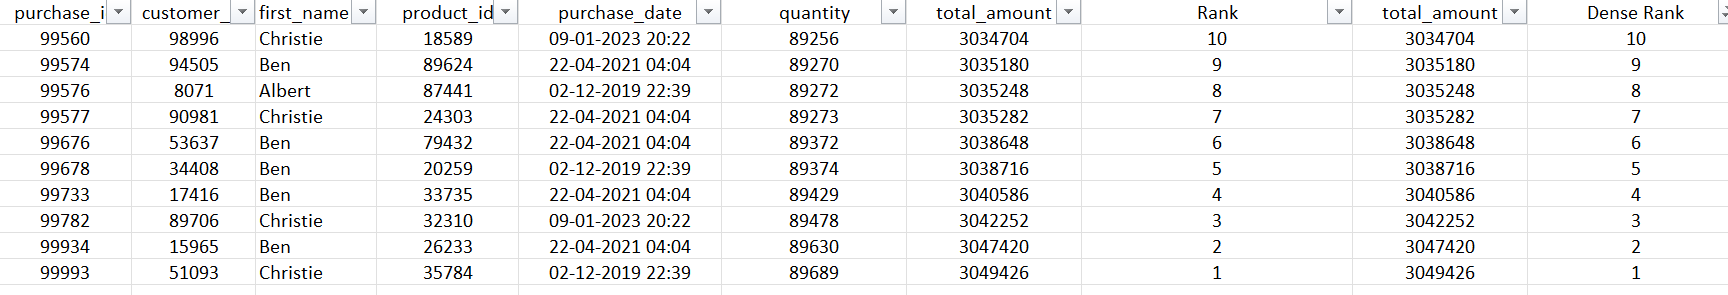 purchase_i customer_ first_name product_id purchase_date quantity total_amount Rank total_amount Dense Rank
99560 98996 Christie 18589 09-01-2023 20:22 89256 3034704 10 3034704 10
99574 94505 Ben 89624 22-04-2021 04:04 89270 3035180 9 3035180 9
99576 8071 Albert 87441 02-12-2019 22:39 89272 3035248 8 3035248 8
99577 90981 Christie 24303 22-04-2021 04:04 89273 3035282 7 3035282 7
99676 53637 Ben 79432 22-04-2021 04:04 89372 3038648 6 3038648 6
99678 34408 Ben 20259 02-12-2019 22:39 89374 3038716 5 3038716 5
99733 17416 Ben 33735 22-04-2021 04:04 89429 3040586 4 3040586 4
99782 89706 Christie 32310 09-01-2023 20:22 89478 3042252 3 3042252 3
99934 15965 Ben 26233 22-04-2021 04:04 89630 3047420 2 3047420 2
99993 51093 Christie 35784 02-12-2019 22:39 89689 3049426 1 3049426 1